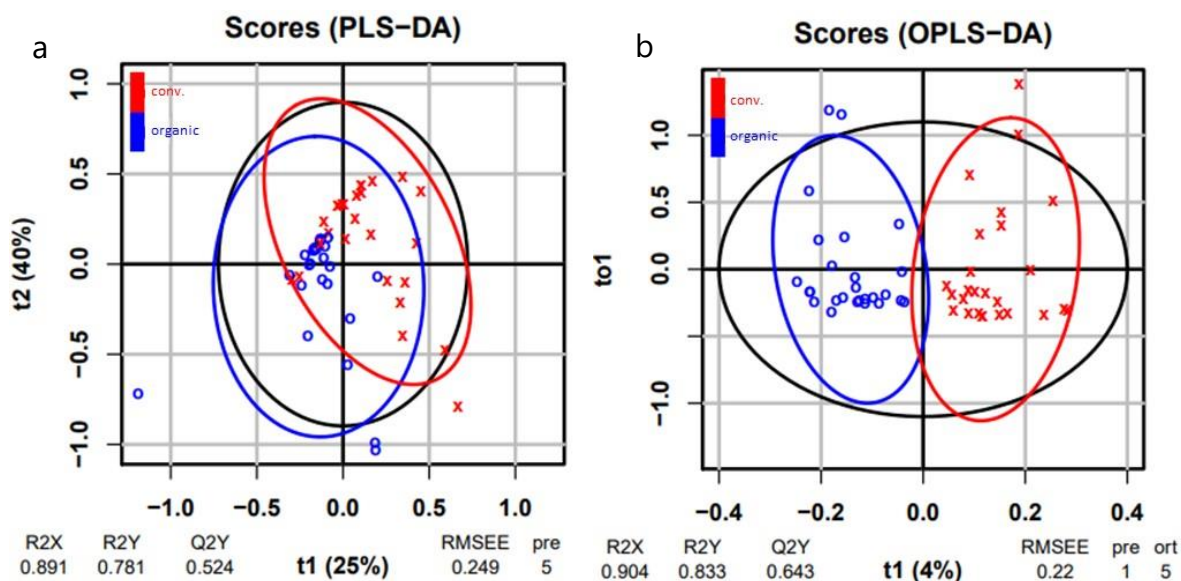 a
Scores (PLS−DA)
conv.
organic
t2 (40%)
1.0
0.5
0.0
−0.5
−1.0
−1.0 −0.5 0.0 0.5 1.0
R2X R2Y Q2Y RMSEE pre
0.891 0.781 0.524 t1 (25%) 0.249 5
b
Scores (OPLS−DA)
conv.
organic
to1
1.0
0.5
0.0
−1.0
−0.4 −0.2 0.0 0.2 0.4
R2X R2Y Q2Y RMSEE pre ort
0.904 0.833 0.643 t1 (4%) 0.22 1 5